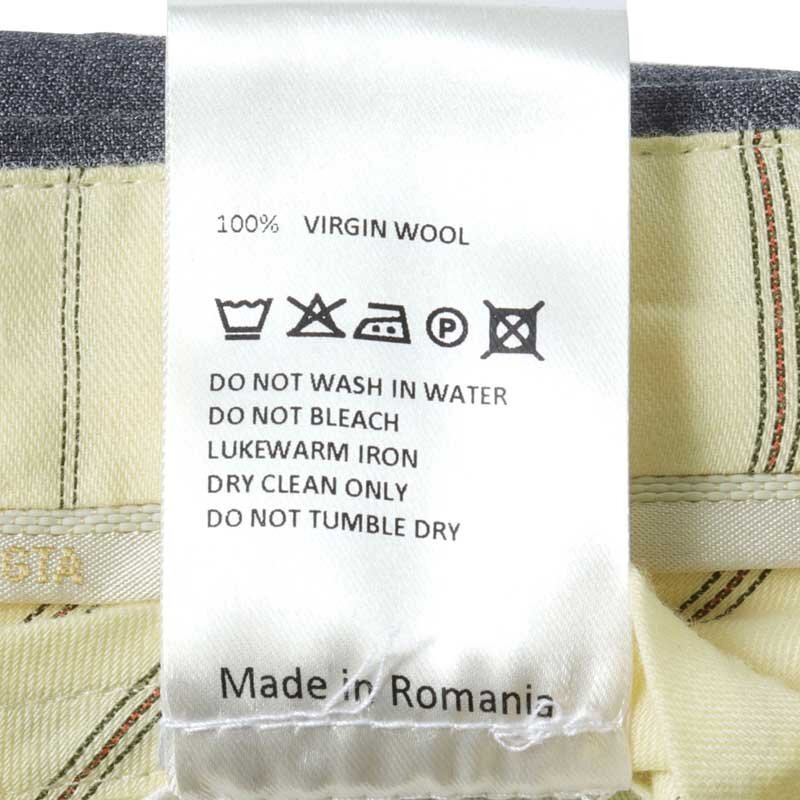 100% VIRGIN WOOL
P
DO NOT WASH IN WATER
DO NOT BLEACH
LUKEWARM IRON
DRY CLEAN ONLY
DO NOT TUMBLE DRY
GTA
Made in Romania